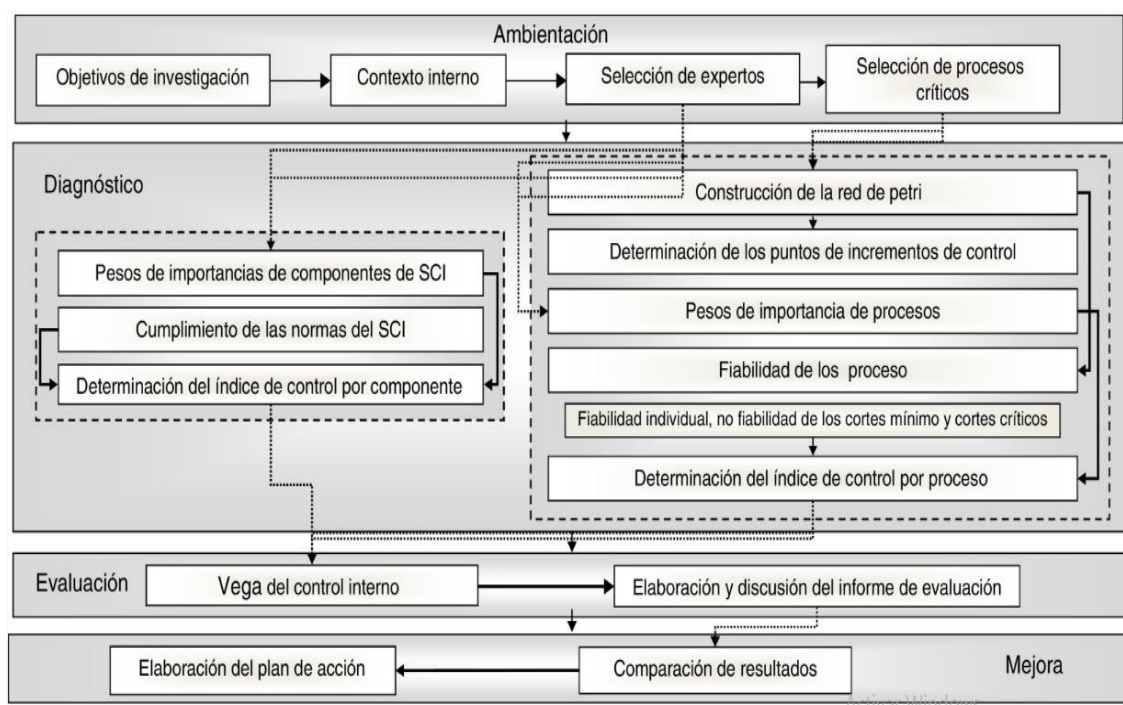 Ambientación
Objetivos de investigación
Contexto interno
Selección de expertos
Selección de procesos
críticos
Diagnóstico
Pesos de importancias de componentes de SCI
Cumplimiento de las normas del SCI
Determinación del índice de control por componente
Construcción de la red de petri
Determinación de los puntos de incrementos de control
Pesos de importancia de procesos
Fiabilidad de los proceso
Fiabilidad individual, no fiabilidad de los cortes mínimo y cortes críticos
Determinación del índice de control por proceso
Evaluación
Vega del control interno
Elaboración y discusión del informe de evaluación
Elaboración del plan de acción
Comparación de resultados
Mejora